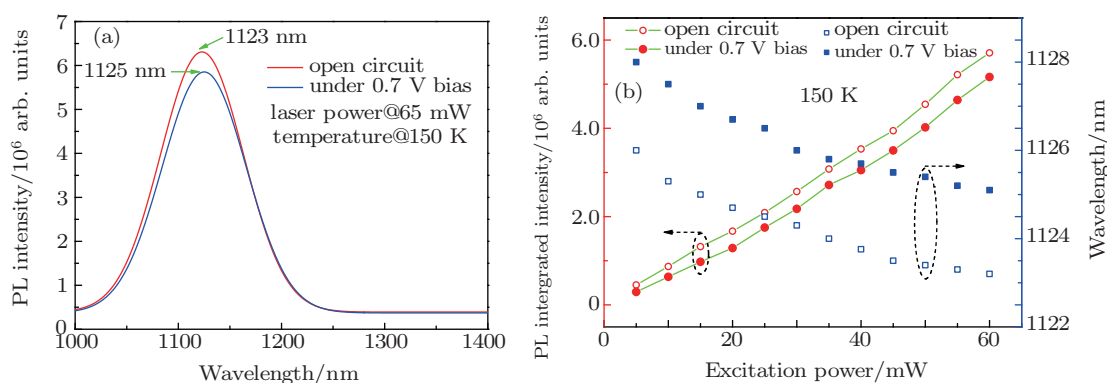 (a)
1123 nm
1125 nm
open circuit
under 0.7 V bias
laser power@65 mW
temperature@150 K
PL intensity/10⁶ arb. units
7
6
5
4
3
2
1
0
1000 1100 1200 1300 1400
Wavelength/nm
open circuit open circuit
under 0.7 V bias under 0.7 V bias
(b)
150 K
PL intergrated intensity/10⁶ arb. units
6.0
4.0
2.0
0
1128
1126
1124
1122
Wavelength/nm
0 10 20 30 40 50 60
Excitation power/mW